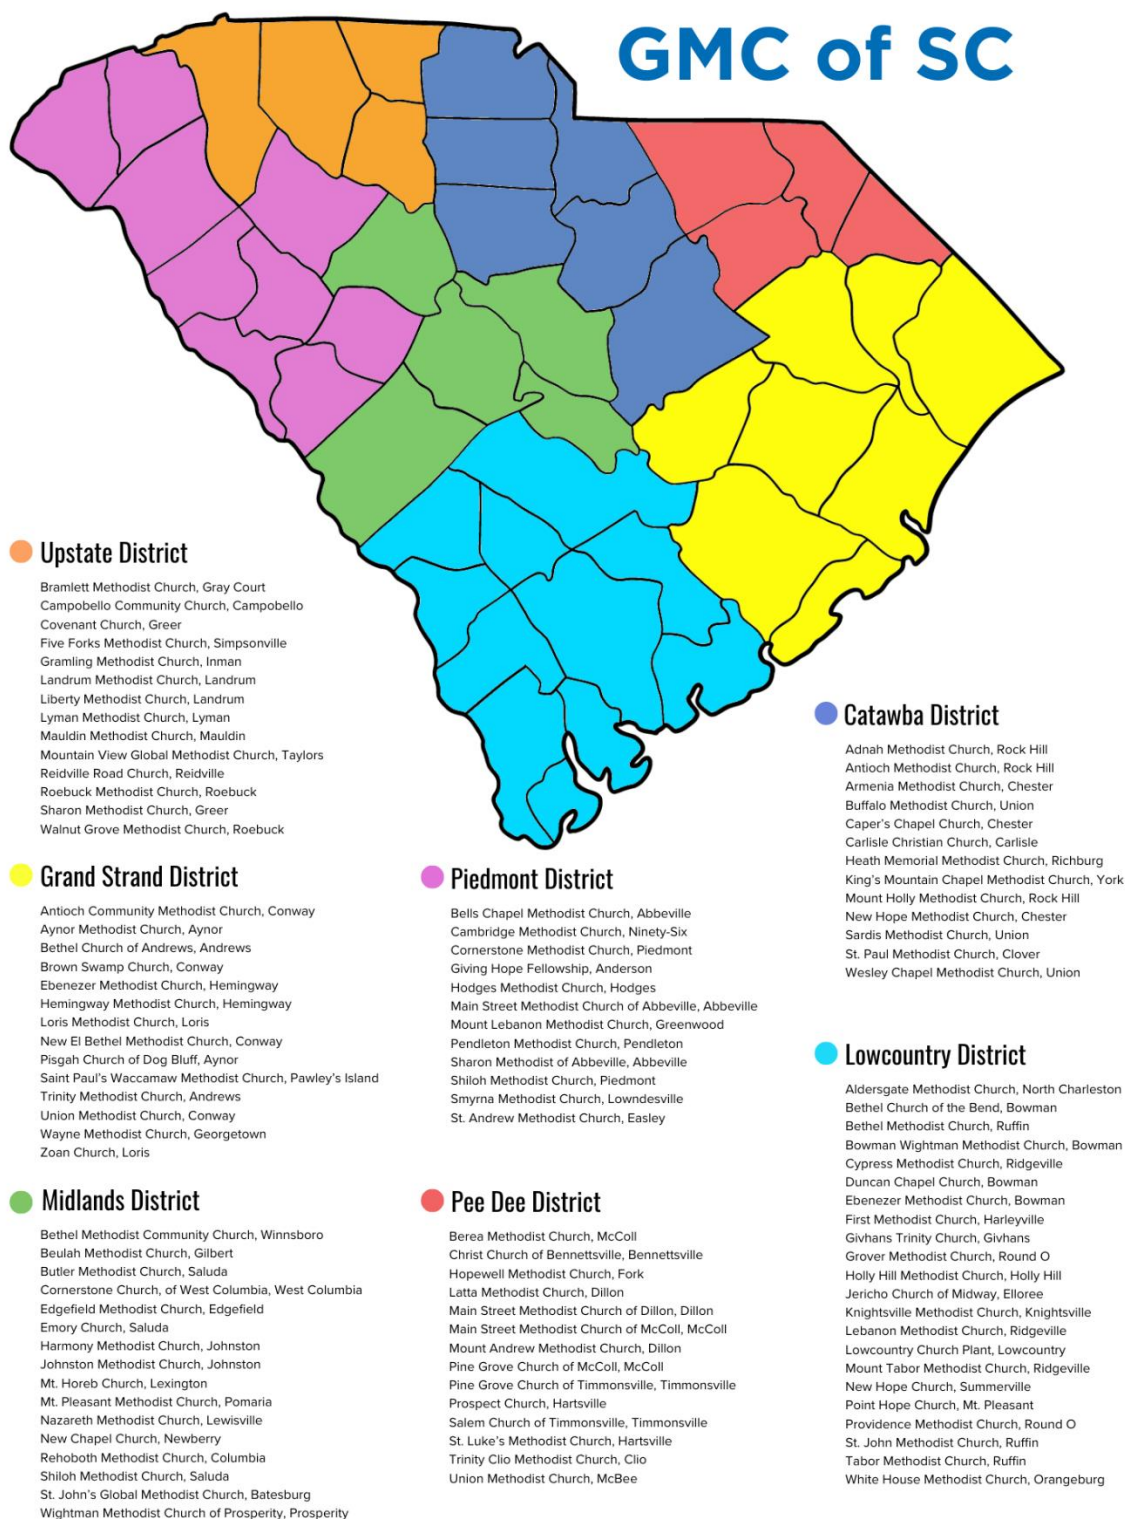 GMC of SC
Upstate District
Bramlett Methodist Church, Gray Court
Campobello Community Church, Campobello
Covenant Church, Greer
Five Forks Methodist Church, Simpsonville
Gramling Methodist Church, Inman
Landrum Methodist Church, Landrum
Liberty Methodist Church, Landrum
Lyman Methodist Church, Lyman
Mauldin Methodist Church, Mauldin
Mountain View Global Methodist Church, Taylors
Reidville Road Church, Reidville
Roebuck Methodist Church, Roebuck
Sharon Methodist Church, Greer
Walnut Grove Methodist Church, Roebuck
Grand Strand District
Antioch Community Methodist Church, Conway
Aynor Methodist Church, Aynor
Bethel Church of Andrews, Andrews
Brown Swamp Church, Conway
Ebenezer Methodist Church, Hemingway
Hemingway Methodist Church, Hemingway
Loris Methodist Church, Loris
New El Bethel Methodist Church, Conway
Pisgah Church of Dog Bluff, Aynor
Saint Paul's Waccamaw Methodist Church, Pawley's Island
Trinity Methodist Church, Andrews
Union Methodist Church, Conway
Wayne Methodist Church, Georgetown
Zoan Church, Loris
Midlands District
Bethel Methodist Community Church, Winnsboro
Beulah Methodist Church, Gilbert
Butler Methodist Church, Saluda
Cornerstone Church, of West Columbia, West Columbia
Edgefield Methodist Church, Edgefield
Emory Church, Saluda
Harmony Methodist Church, Johnston
Johnston Methodist Church, Johnston
Mt. Horeb Church, Lexington
Mt. Pleasant Methodist Church, Pomaria
Nazareth Methodist Church, Lewisville
New Chapel Church, Newberry
Rehoboth Methodist Church, Columbia
Shiloh Methodist Church, Saluda
St. John's Global Methodist Church, Batesburg
Wightman Methodist Church of Prosperity, Prosperity
Piedmont District
Bells Chapel Methodist Church, Abbeville
Cambridge Methodist Church, Ninety-Six
Cornerstone Methodist Church, Piedmont
Giving Hope Fellowship, Anderson
Hodges Methodist Church, Hodges
Main Street Methodist Church of Abbeville, Abbeville
Mount Lebanon Methodist Church, Greenwood
Pendleton Methodist Church, Pendleton
Sharon Methodist of Abbeville, Abbeville
Shiloh Methodist Church, Piedmont
Smyrna Methodist Church, Lowndesville
St. Andrew Methodist Church, Easley
Pee Dee District
Berea Methodist Church, McColl
Christ Church of Bennettsville, Bennettsville
Hopewell Methodist Church, Fork
Latta Methodist Church, Dillon
Main Street Methodist Church of Dillon, Dillon
Main Street Methodist Church of McColl, McColl
Mount Andrew Methodist Church, Dillon
Pine Grove Church of McColl, McColl
Pine Grove Church of Timmonsville, Timmonsville
Prospect Church, Hartsville
Salem Church of Timmonsville, Timmonsville
St. Luke's Methodist Church, Hartsville
Trinity Clio Methodist Church, Clio
Union Methodist Church, McBee
Catawba District
Adnah Methodist Church, Rock Hill
Antioch Methodist Church, Rock Hill
Armenia Methodist Church, Chester
Buffalo Methodist Church, Union
Caper's Chapel Church, Chester
Carlisle Christian Church, Carlisle
Heath Memorial Methodist Church, Richburg
King's Mountain Chapel Methodist Church, York
Mount Holly Methodist Church, Rock Hill
New Hope Methodist Church, Chester
Sardis Methodist Church, Union
St. Paul Methodist Church, Clover
Wesley Chapel Methodist Church, Union
Lowcountry District
Aldersgate Methodist Church, North Charleston
Bethel Church of the Bend, Bowman
Bethel Methodist Church, Ruffin
Bowman Wightman Methodist Church, Bowman
Cypress Methodist Church, Ridgeville
Duncan Chapel Church, Bowman
Ebenezer Methodist Church, Bowman
First Methodist Church, Harleyville
Givhans Trinity Church, Givhans
Grover Methodist Church, Round O
Holly Hill Methodist Church, Holly Hill
Jericho Church of Midway, Elloree
Knightsville Methodist Church, Knightsville
Lebanon Methodist Church, Ridgeville
Lowcountry Church Plant, Lowcountry
Mount Tabor Methodist Church, Ridgeville
New Hope Church, Summerville
Point Hope Church, Mt. Pleasant
Providence Methodist Church, Round O
St. John Methodist Church, Ruffin
Tabor Methodist Church, Ruffin
White House Methodist Church, Orangeburg